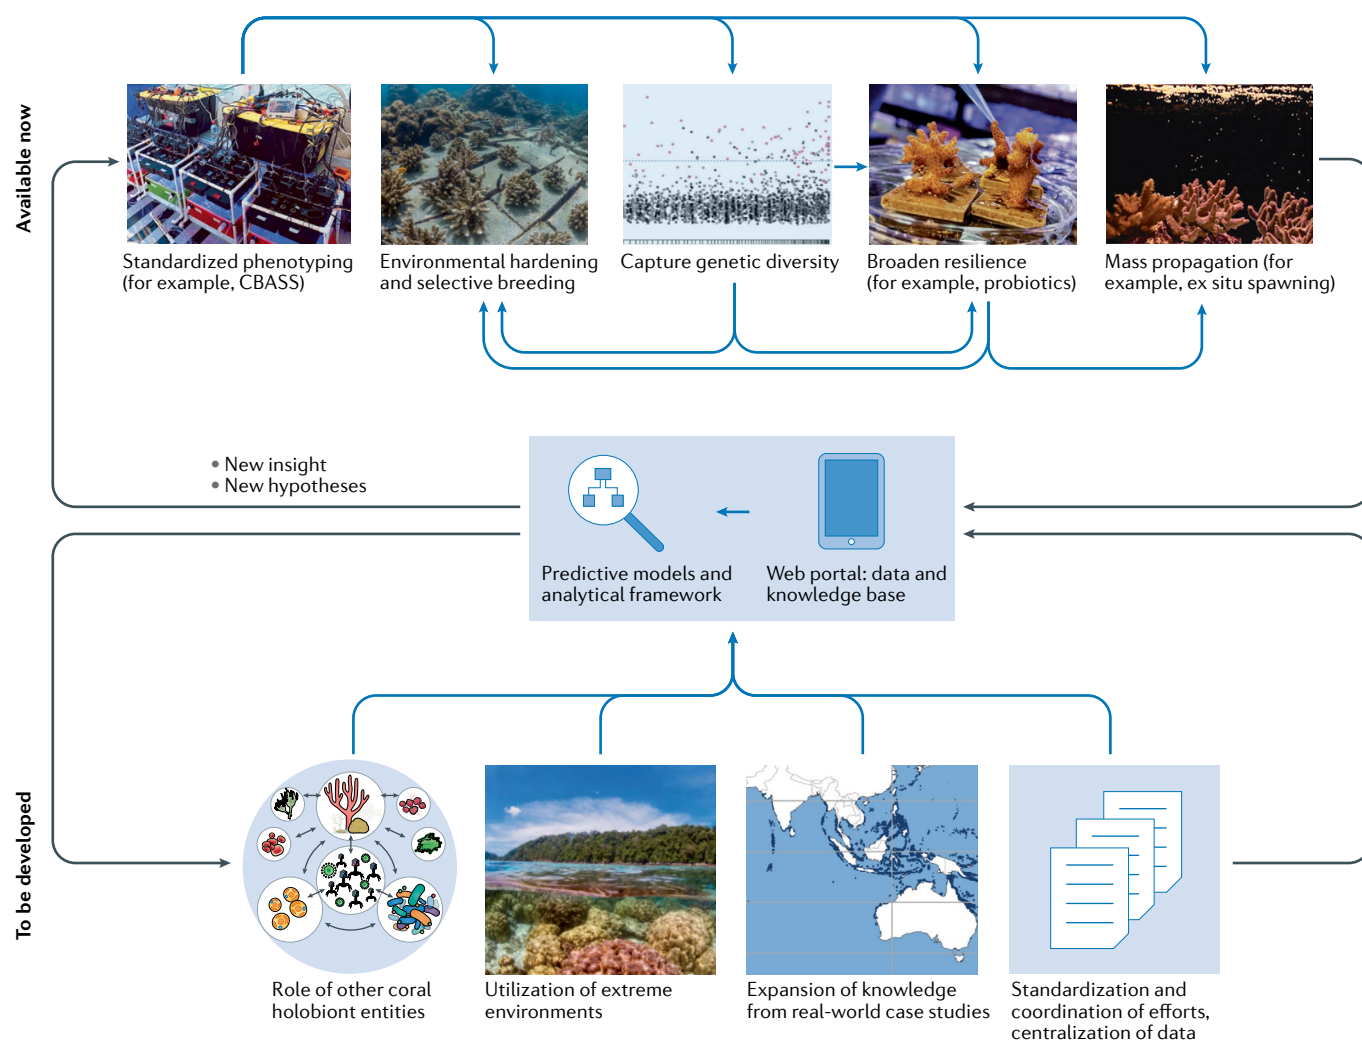 Available now
Standardized phenotyping
(for example, CBASS)
Environmental hardening
and selective breeding
Capture genetic diversity
Broaden resilience
(for example, probiotics)
Mass propagation (for
example, ex situ spawning)
• New insight
• New hypotheses
Predictive models and
analytical framework
Web portal: data and
knowledge base
To be developed
Role of other coral
holobiont entities
Utilization of extreme
environments
Expansion of knowledge
from real-world case studies
Standardization and
coordination of efforts,
centralization of data